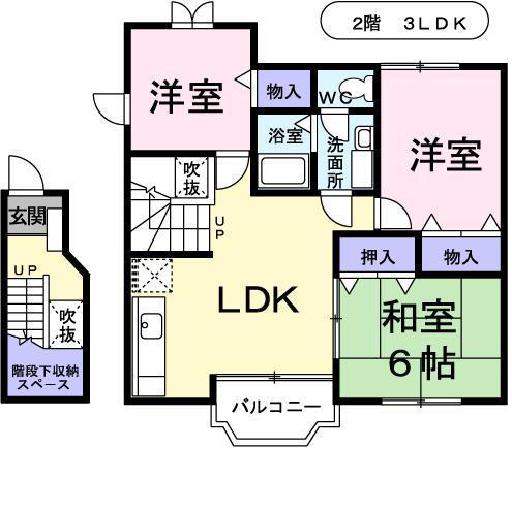 2階 3LDK
洋室
物入
WC
浴室
洗面所
洋室
吹抜
UP
玄関
UP
吹抜
階段下収納
スペース
LDK
押入
物入
和室
6帖
バルコニー